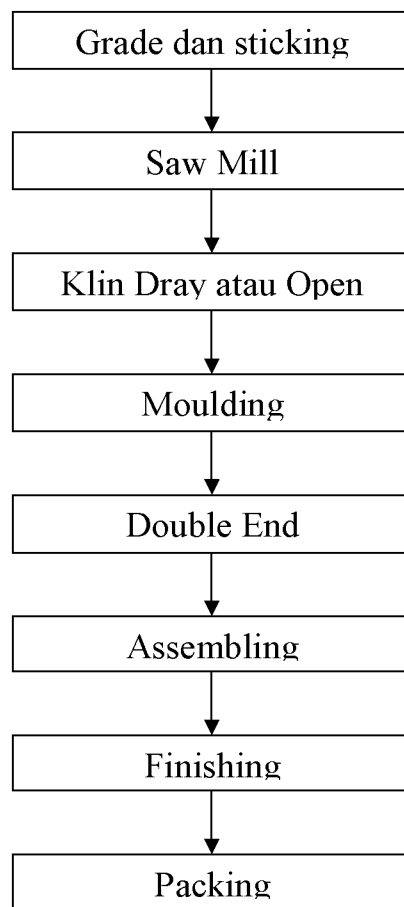 Grade dan sticking
Saw Mill
Klin Dray atau Open
Moulding
Double End
Assembling
Finishing
Packing